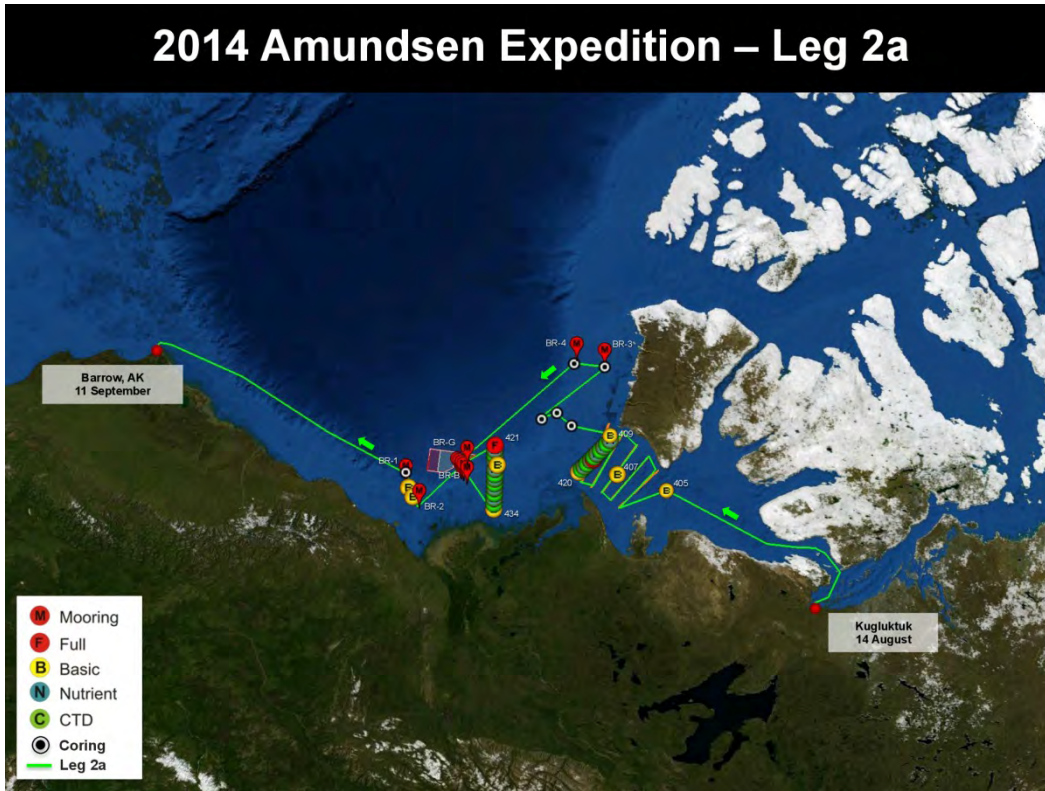 2014 Amundsen Expedition – Leg 2a
BR-4
M
M
BR-3
Barrow, AK
11 September
BR-G
M
421
F
409
B
BR-1
BR-B
M
B
407
B
420
405
B
F
B
M
BR-2
434
Kugluktuk
14 August
M Mooring
F Full
B Basic
N Nutrient
C CTD
Coring
Leg 2a